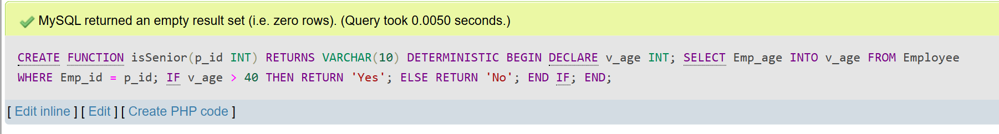 MySQL returned an empty result set (i.e. zero rows). (Query took 0.0050 seconds.)
CREATE FUNCTION isSenior(p_id INT) RETURNS VARCHAR(10) DETERMINISTIC BEGIN DECLARE v_age INT; SELECT Emp_age INTO v_age FROM Employee
WHERE Emp_id = p_id; IF v_age > 40 THEN RETURN 'Yes'; ELSE RETURN 'No'; END IF; END;
[ Edit inline ] [ Edit ] [ Create PHP code ]